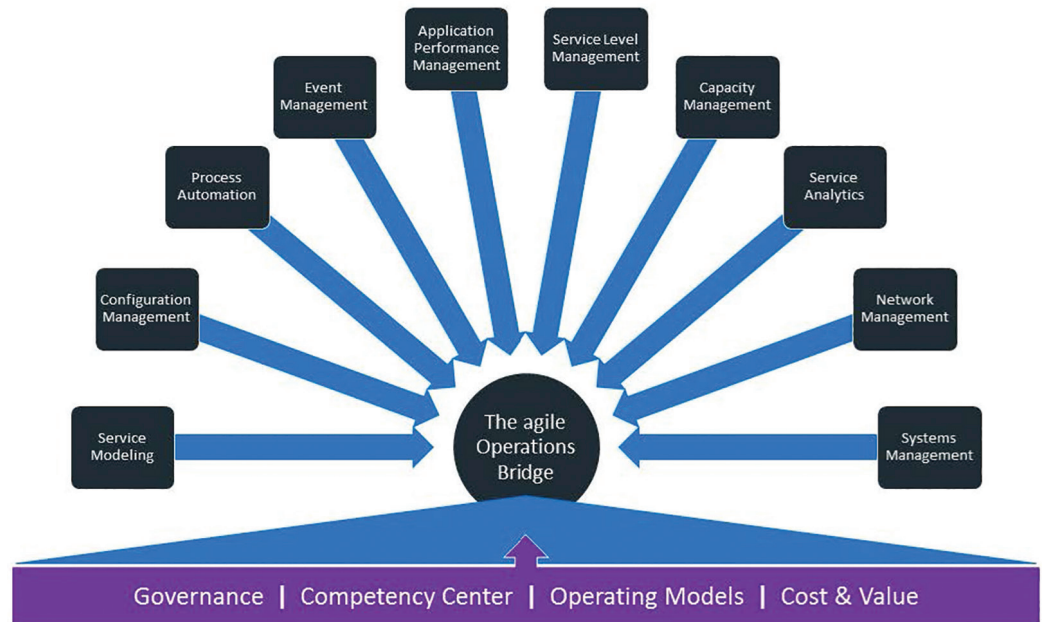 Application
Performance
Management
Service Level
Management
Event
Management
Capacity
Management
Process
Automation
Service
Analytics
Configuration
Management
Network
Management
Service
Modeling
The agile
Operations
Bridge
Systems
Management
Governance | Competency Center | Operating Models | Cost & Value